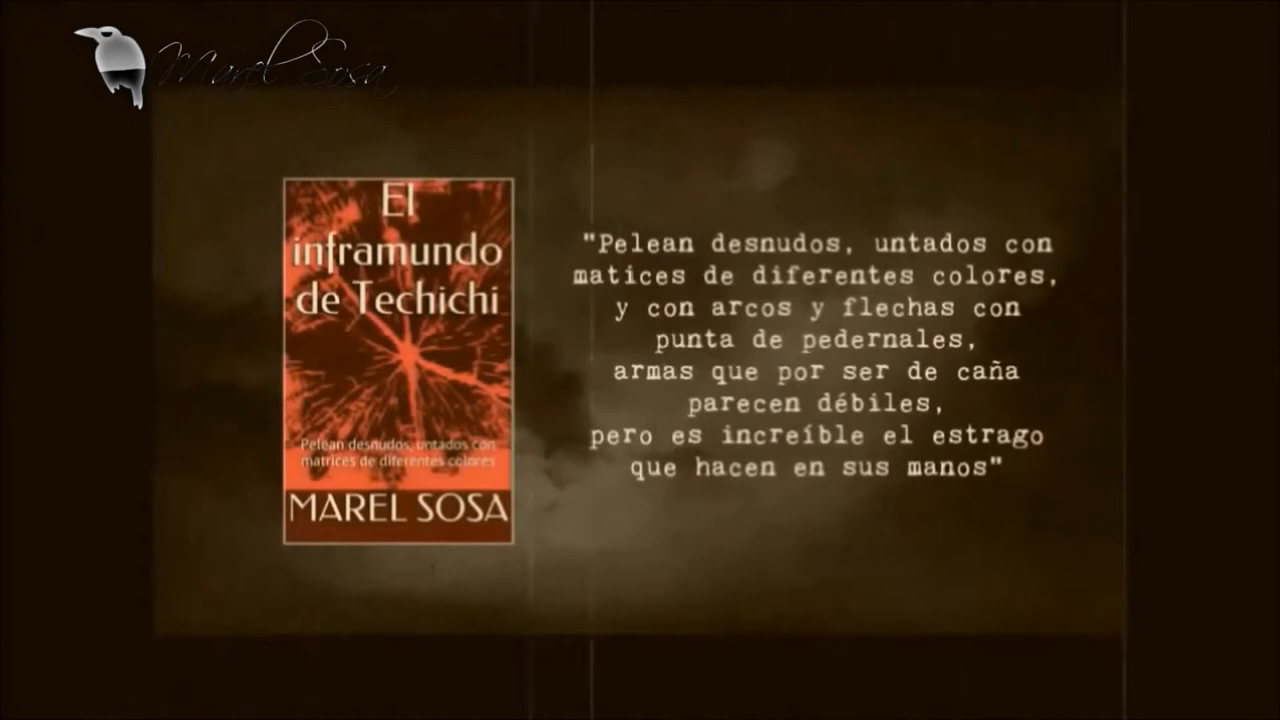 Marel Sosa
El
inframundo
de Techichi
Pelean desnudos, untados con
matrices de diferentes colores
MAREL SOSA
"Pelean desnudos, untados con
matices de diferentes colores,
y con arcos y flechas con
punta de pedernales,
armas que por ser de caña
parecen débiles,
pero es increíble el estrago
que hacen en sus manos"